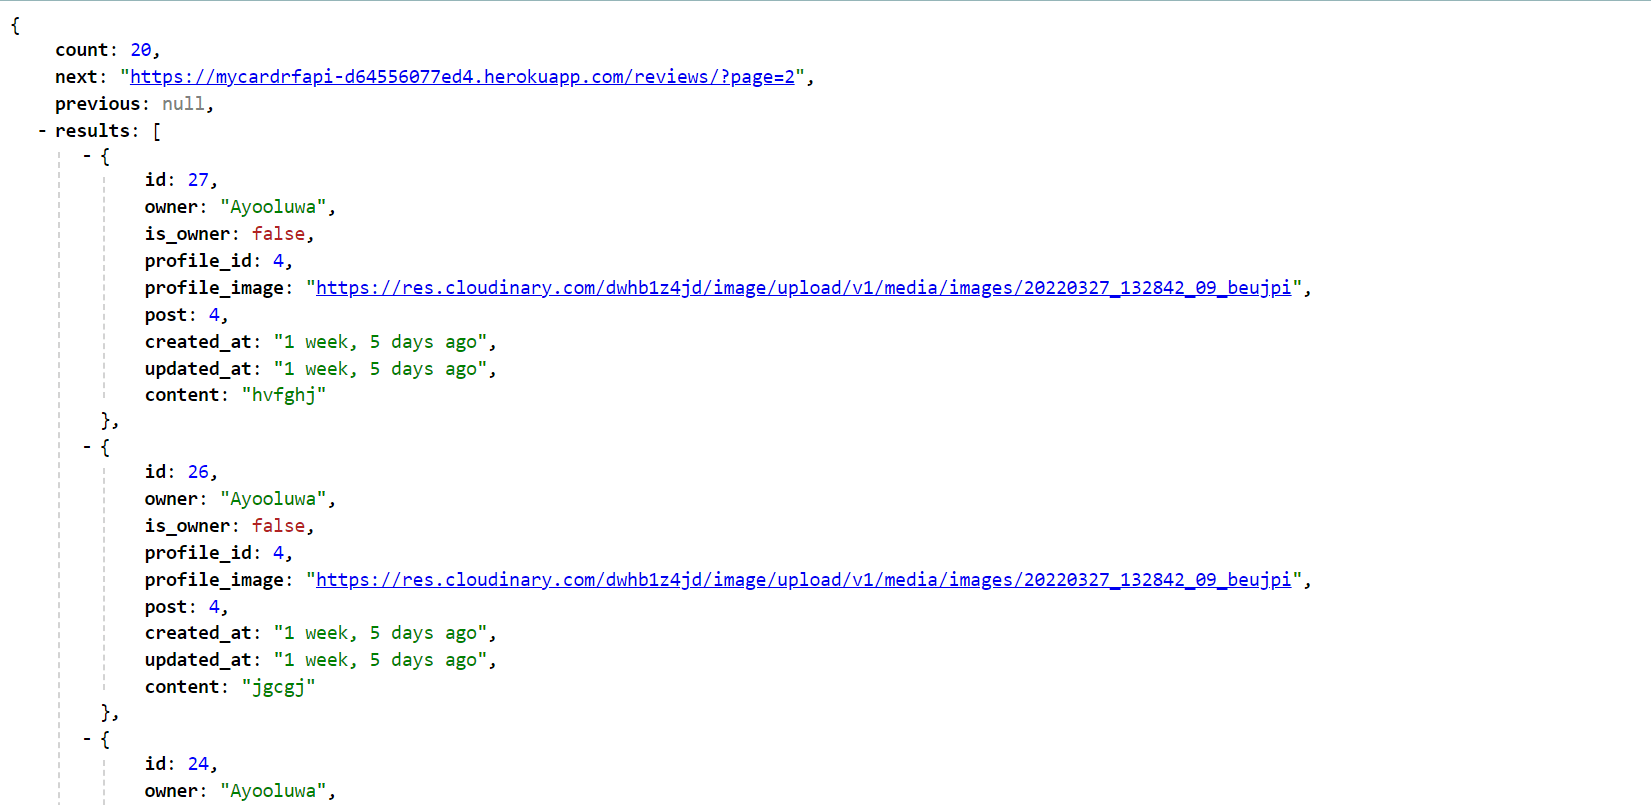 {
count: 20,
next: "https://mycardrfapi-d64556077ed4.herokuapp.com/reviews/?page=2",
previous: null,
- results: [
- {
id: 27,
owner: "Ayooluwa",
is_owner: false,
profile_id: 4,
profile_image: "https://res.cloudinary.com/dwhb1z4jd/image/upload/v1/media/images/20220327_132842_09_beujpi",
post: 4,
created_at: "1 week, 5 days ago",
updated_at: "1 week, 5 days ago",
content: "hvfghj"
},
- {
id: 26,
owner: "Ayooluwa",
is_owner: false,
profile_id: 4,
profile_image: "https://res.cloudinary.com/dwhb1z4jd/image/upload/v1/media/images/20220327_132842_09_beujpi",
post: 4,
created_at: "1 week, 5 days ago",
updated_at: "1 week, 5 days ago",
content: "jgcgj"
},
- {
id: 24,
owner: "Ayooluwa",